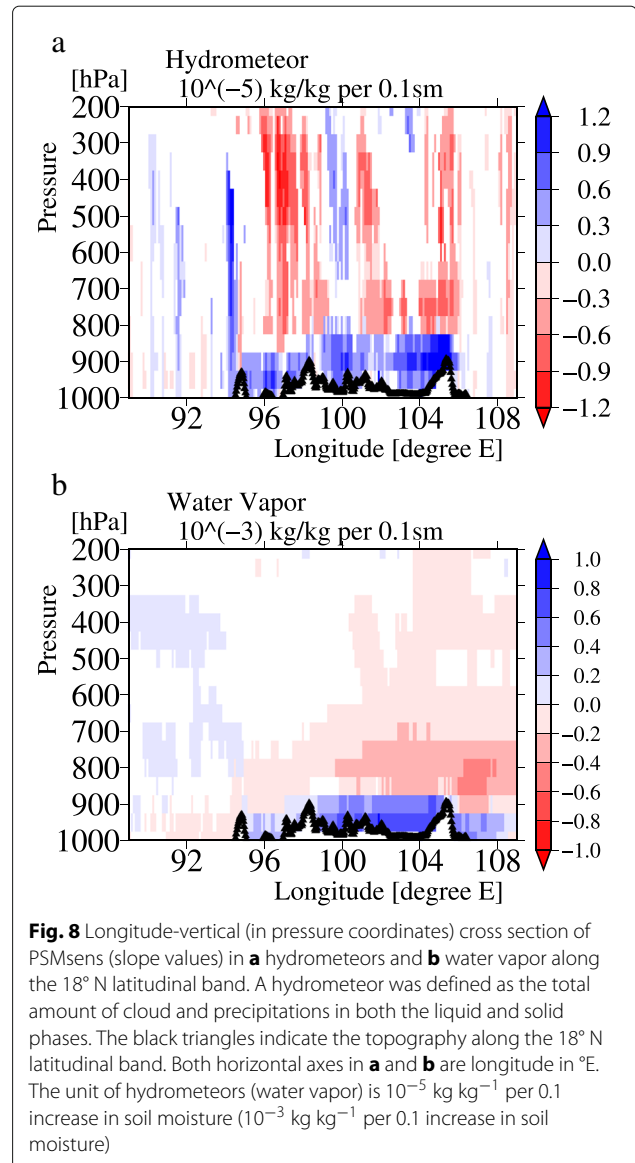 a
Hydrometeor
[hPa] 10^(−5) kg/kg per 0.1sm
Pressure
200
300
400
500
600
700
800
900
1000
92 96 100 104 108
Longitude [degree E]
1.2
0.9
0.6
0.3
0.0
−0.3
−0.6
−0.9
−1.2
b
Water Vapor
[hPa] 10^(−3) kg/kg per 0.1sm
Pressure
200
300
400
500
600
700
800
900
1000
92 96 100 104 108
Longitude [degree E]
1.0
0.8
0.6
0.4
0.2
0.0
−0.2
−0.4
−0.6
−0.8
−1.0
Fig. 8 Longitude-vertical (in pressure coordinates) cross section of
PSMsens (slope values) in a hydrometeors and b water vapor along
the 18° N latitudinal band. A hydrometeor was defined as the total
amount of cloud and precipitations in both the liquid and solid
phases. The black triangles indicate the topography along the 18° N
latitudinal band. Both horizontal axes in a and b are longitude in °E.
The unit of hydrometeors (water vapor) is 10⁻⁵ kg kg⁻¹ per 0.1
increase in soil moisture (10⁻³ kg kg⁻¹ per 0.1 increase in soil
moisture)